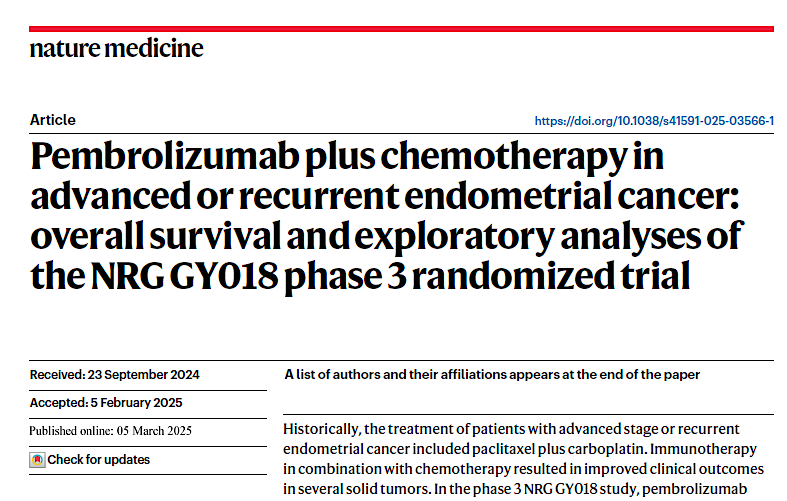 nature medicine
Article
https://doi.org/10.1038/s41591-025-03566-1
Pembrolizumab plus chemotherapy in
advanced or recurrent endometrial cancer:
overall survival and exploratory analyses of
the NRG GY018 phase 3 randomized trial
Received: 23 September 2024
Accepted: 5 February 2025
Published online: 05 March 2025
Check for updates
A list of authors and their affiliations appears at the end of the paper
Historically, the treatment of patients with advanced stage or recurrent
endometrial cancer included paclitaxel plus carboplatin. Immunotherapy
in combination with chemotherapy resulted in improved clinical outcomes
in several solid tumors. In the phase 3 NRG GY018 study, pembrolizumab